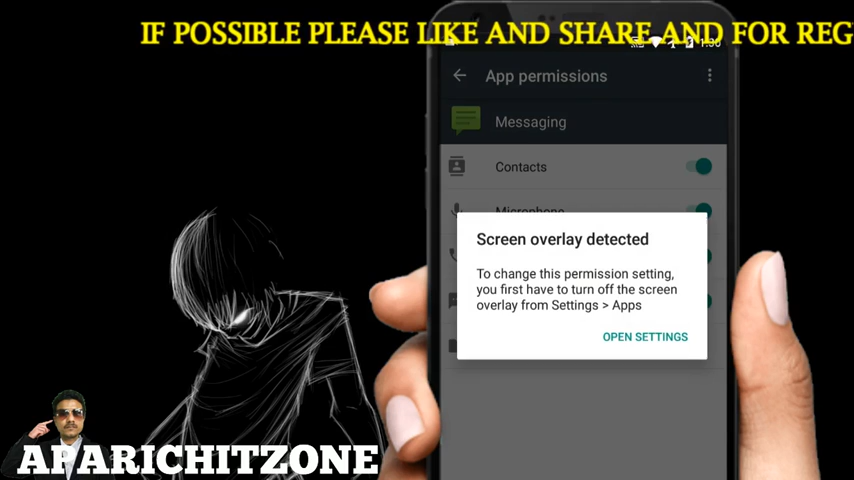 IF POSSIBLE PLEASE LIKE AND SHARE AND FOR REG
App permissions
Messaging
Contacts
Microphone
Screen overlay detected
To change this permission setting,
you first have to turn off the screen
overlay from Settings > Apps
OPEN SETTINGS
APARICHITZONE